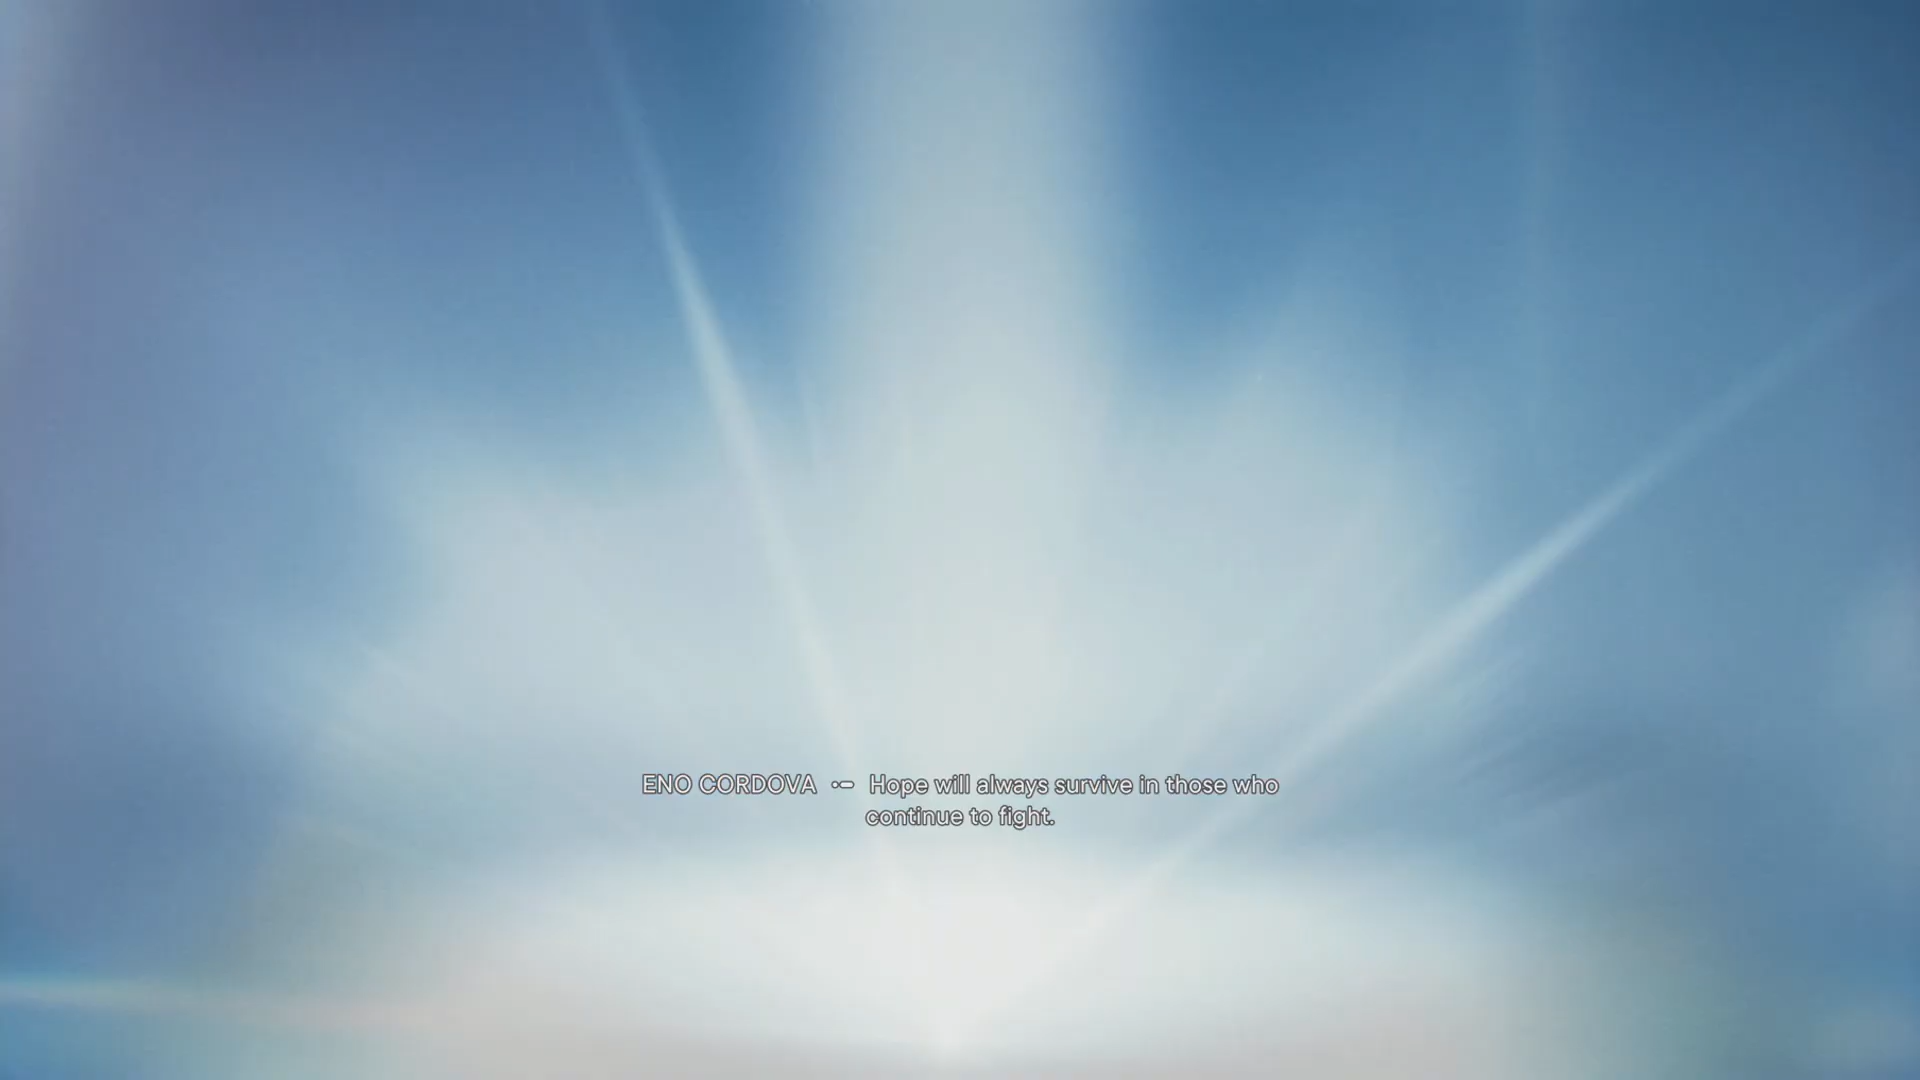 ENO CORDOVA •– Hope will always survive in those who
continue to fight.